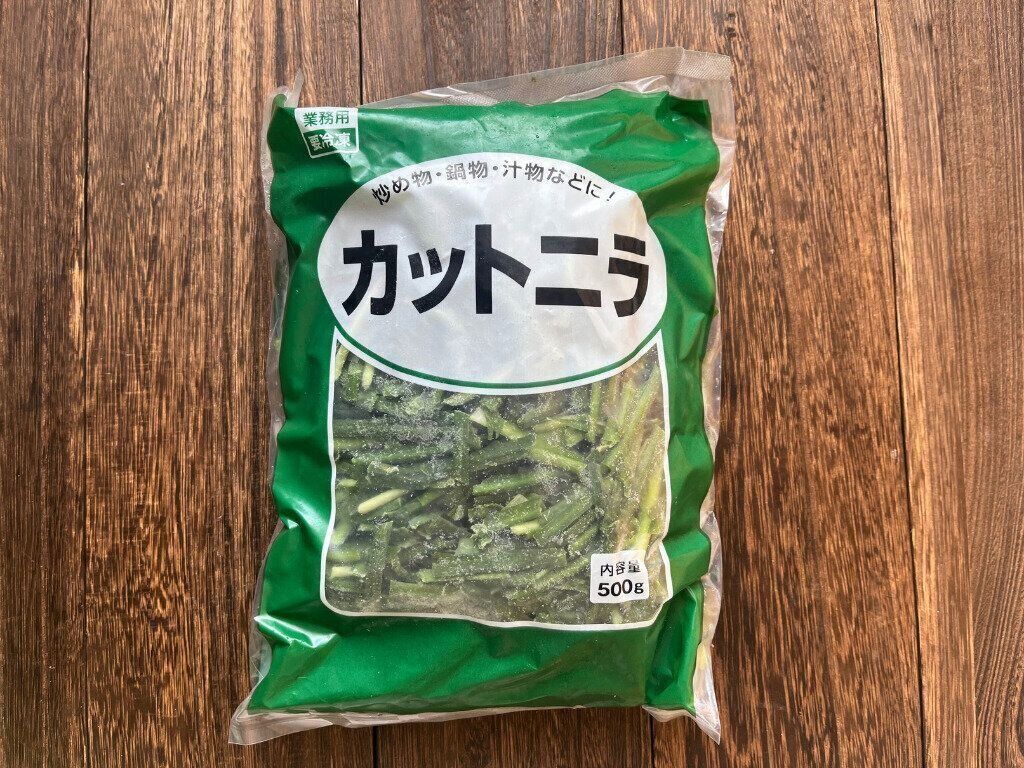 業務用
要冷凍
炒め物・鍋物・汁物などに！
カットニラ
内容量
500g